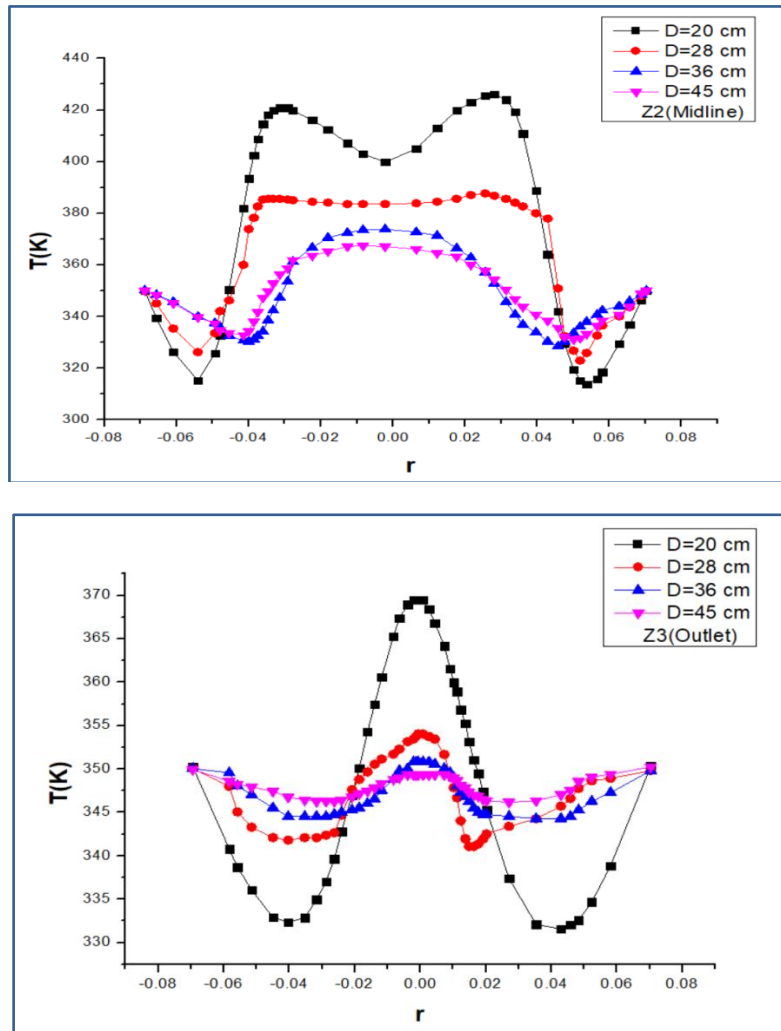 D=20 cm
D=28 cm
D=36 cm
D=45 cm
Z2(Midline)
440
420
400
380
360
340
320
300
T(K)
-0.08 -0.06 -0.04 -0.02 0.00 0.02 0.04 0.06 0.08
r
D=20 cm
D=28 cm
D=36 cm
D=45 cm
Z3(Outlet)
370
365
360
355
350
345
340
335
330
T(K)
-0.08 -0.06 -0.04 -0.02 0.00 0.02 0.04 0.06 0.08
r